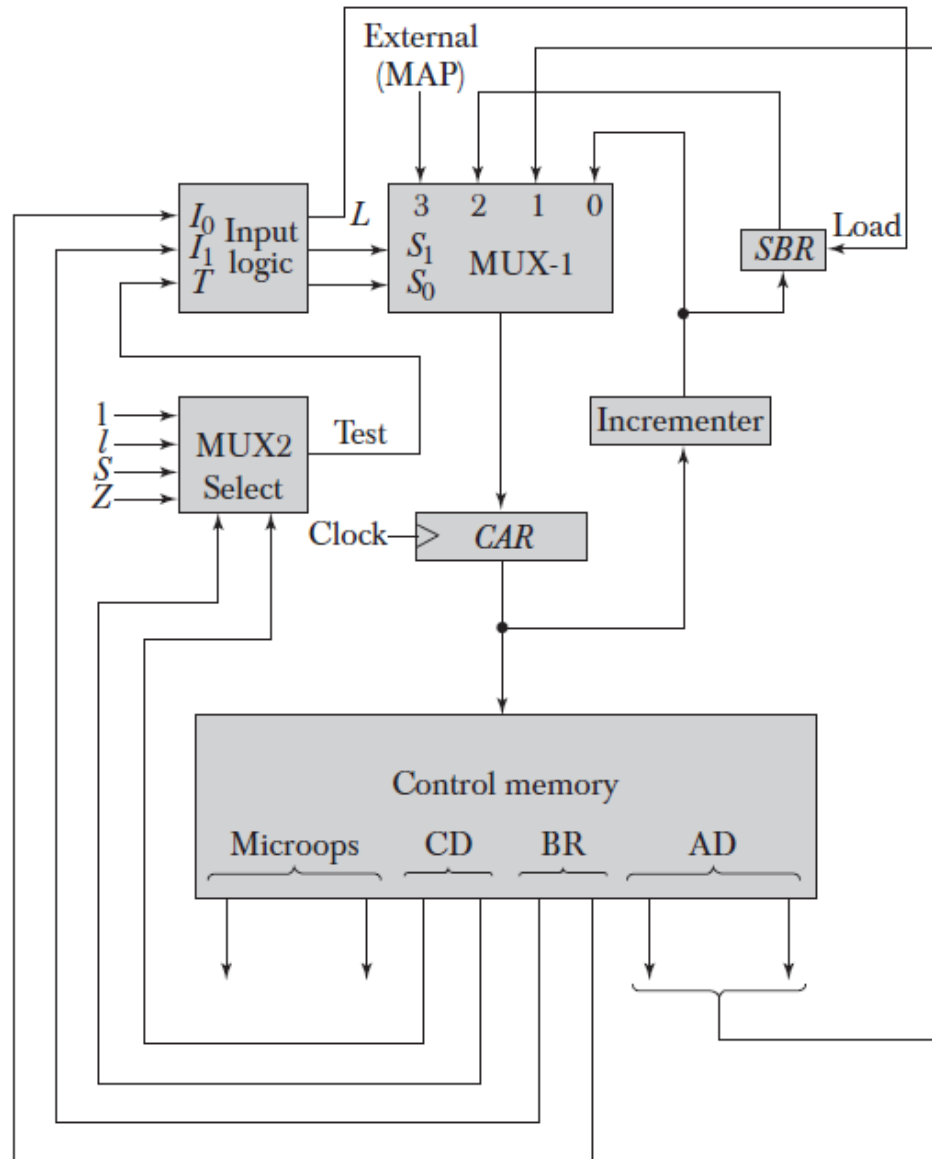 External
(MAP)
I₀ Input
I₁ logic
T
L
3 2 1 0
S₁ MUX-1
S₀
Load
SBR
1
l
S
Z
MUX2
Select
Test
Incrementer
Clock
CAR
Control memory
Microops CD BR AD